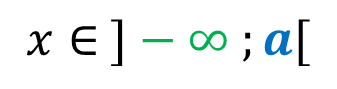 x ∈ ] − ∞ ; a[